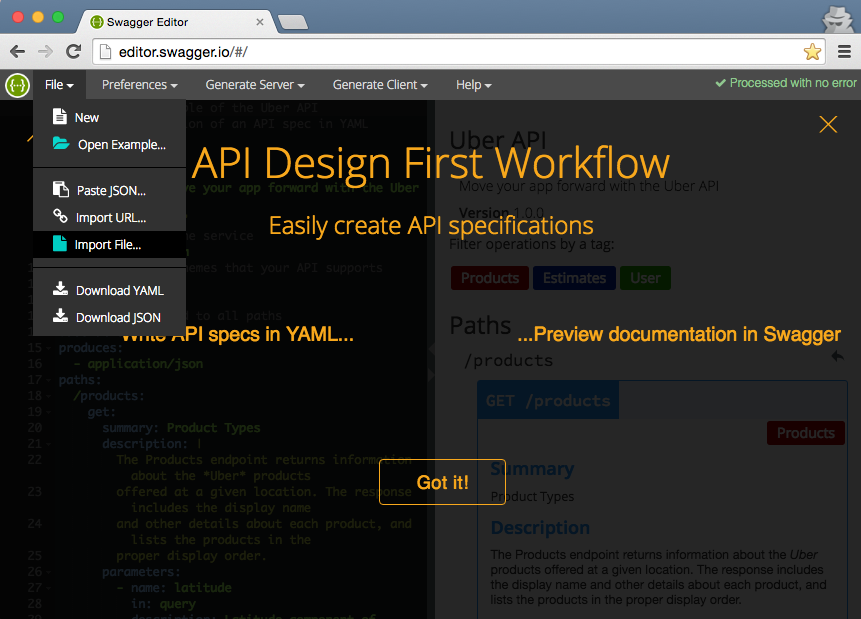 Swagger Editor
editor.swagger.io/#/
File
Preferences
Generate Server
Generate Client
Help
Processed with no error
New
Open Example...
Paste JSON...
Import URL...
Import File...
Download YAML
Download JSON
ple of the Uber API
on of an API spec in YAML
API Design First Workflow
Easily create API specifications
ve your app forward with the Uber
e service
emes that your API supports
d to all paths
Write API specs in YAML...
...Preview documentation in Swagger
15 produces:
16 - application/json
17 paths:
18 /products:
19 get:
20 summary: Product Types
21 description: |
22 The Products endpoint returns information
about the *Uber* products
23 offered at a given location. The response
includes the display name
24 and other details about each product, and
lists the products in the
25 proper display order.
26 parameters:
27 - name: latitude
28 in: query
description: Latitude component of
Got it!
Uber API
Move your app forward with the Uber API
Version 1.0.0
Filter operations by a tag:
Products Estimates User
Paths
/products
GET /products
Products
Summary
Product Types
Description
The Products endpoint returns information about the Uber
products offered at a given location. The response includes
the display name and other details about each product, and
lists the products in the proper display order.